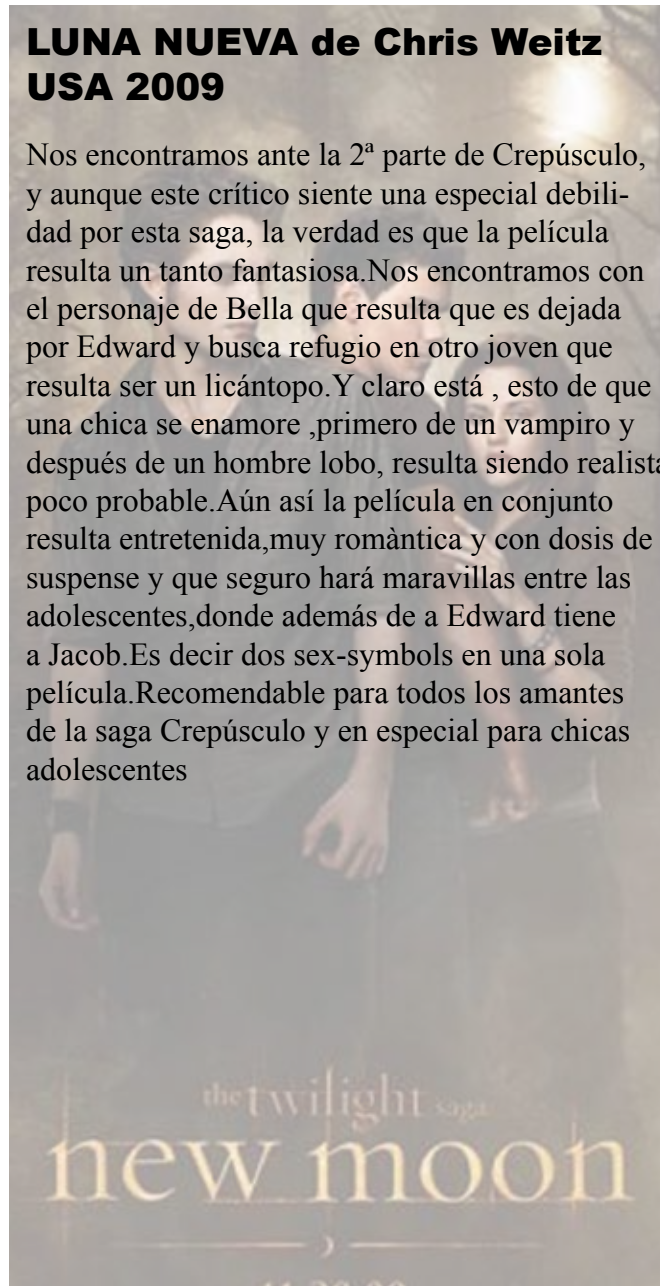 LUNA NUEVA de Chris Weitz
USA 2009
Nos encontramos ante la 2ª parte de Crepúsculo,
y aunque este crítico siente una especial debili-
dad por esta saga, la verdad es que la película
resulta un tanto fantasiosa.Nos encontramos con
el personaje de Bella que resulta que es dejada
por Edward y busca refugio en otro joven que
resulta ser un licántopo.Y claro está , esto de que
una chica se enamore ,primero de un vampiro y
después de un hombre lobo, resulta siendo realista
poco probable.Aún así la película en conjunto
resulta entretenida,muy romàntica y con dosis de
suspense y que seguro hará maravillas entre las
adolescentes,donde además de a Edward tiene
a Jacob.Es decir dos sex-symbols en una sola
película.Recomendable para todos los amantes
de la saga Crepúsculo y en especial para chicas
adolescentes
the twilight saga
new moon